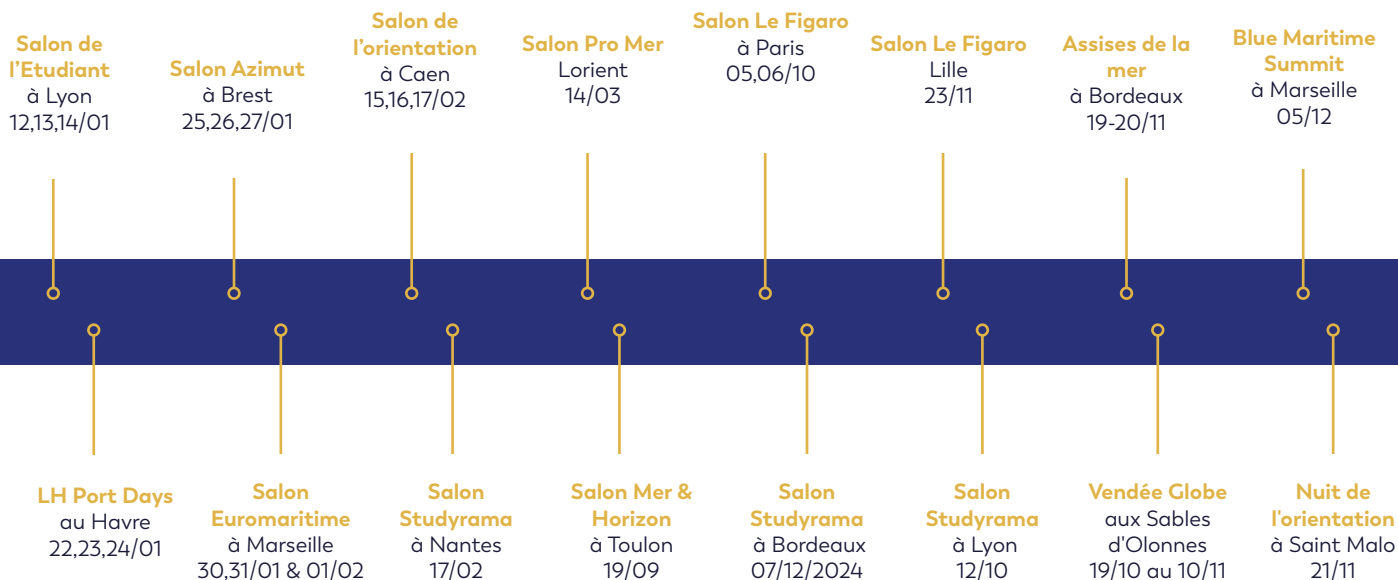 Salon de
l'Etudiant
à Lyon
12,13,14/01
Salon Azimut
à Brest
25,26,27/01
Salon de
l'orientation
à Caen
15,16,17/02
Salon Pro Mer
Lorient
14/03
Salon Le Figaro
à Paris
05,06/10
Salon Le Figaro
Lille
23/11
Assises de la
mer
à Bordeaux
19-20/11
Blue Maritime
Summit
à Marseille
05/12
LH Port Days
au Havre
22,23,24/01
Salon
Euromaritime
à Marseille
30,31/01 & 01/02
Salon
Studyrama
à Nantes
17/02
Salon Mer &
Horizon
à Toulon
19/09
Salon
Studyrama
à Bordeaux
07/12/2024
Salon
Studyrama
à Lyon
12/10
Vendée Globe
aux Sables
d'Olonnes
19/10 au 10/11
Nuit de
l'orientation
à Saint Malo
21/11